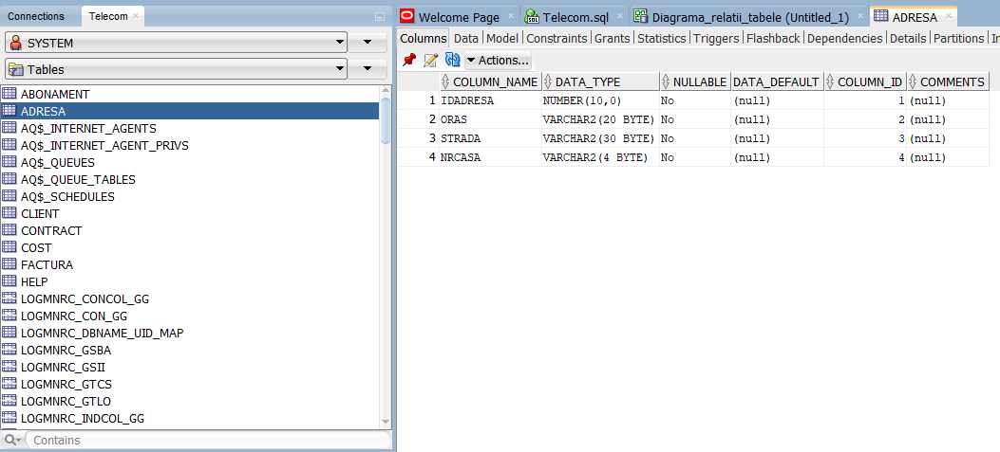 Connections Telecom
SYSTEM
Tables
ABONAMENT
ADRESA
AQ$_INTERNET_AGENTS
AQ$_INTERNET_AGENT_PRIVS
AQ$_QUEUES
AQ$_QUEUE_TABLES
AQ$_SCHEDULES
CLIENT
CONTRACT
COST
FACTURA
HELP
LOGMNRC_CONCOL_GG
LOGMNRC_CON_GG
LOGMNRC_DBNAME_UID_MAP
LOGMNRC_GSBA
LOGMNRC_GSII
LOGMNRC_GTCS
LOGMNRC_GTLO
LOGMNRC_INDCOL_GG
Contains
Welcome Page Telecom.sql Diagrama_relatii_tabele (Untitled_1) ADRESA
Columns Data Model Constraints Grants Statistics Triggers Flashback Dependencies Details Partitions
Actions...
COLUMN_NAME DATA_TYPE NULLABLE DATA_DEFAULT COLUMN_ID COMMENTS
1 IDADRESA NUMBER(10,0) No (null) 1 (null)
2 ORAS VARCHAR2(20 BYTE) No (null) 2 (null)
3 STRADA VARCHAR2(30 BYTE) No (null) 3 (null)
4 NRCASA VARCHAR2(4 BYTE) No (null) 4 (null)